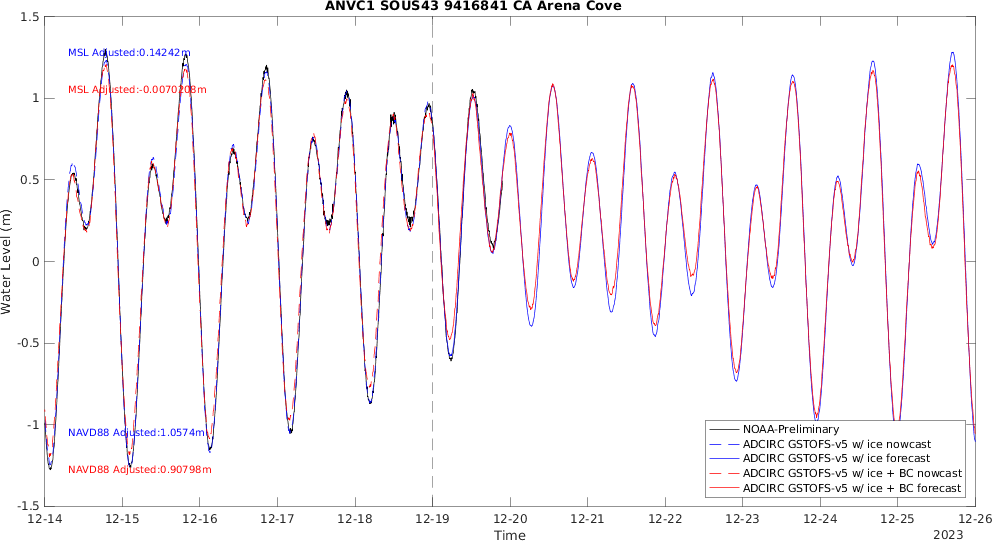 ANVC1 SOUS43 9416841 CA Arena Cove
1.5
1
0.5
0
-0.5
-1
-1.5
Water Level (m)
MSL Adjusted:0.14242m
MSL Adjusted:-0.0070208m
NAVD88 Adjusted:1.0574m
NAVD88 Adjusted:0.90798m
NOAA-Preliminary
ADCIRC GSTOFS-v5 w/ ice nowcast
ADCIRC GSTOFS-v5 w/ ice forecast
ADCIRC GSTOFS-v5 w/ ice + BC nowcast
ADCIRC GSTOFS-v5 w/ ice + BC forecast
12-14 12-15 12-16 12-17 12-18 12-19 12-20 12-21 12-22 12-23 12-24 12-25 12-26
Time
2023